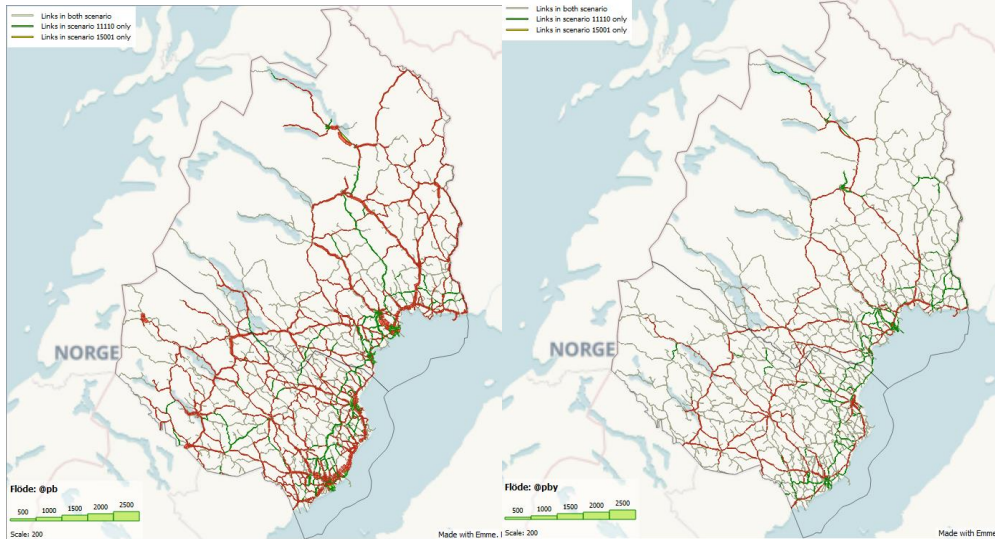 Links in both scenario
Links in scenario 11110 only
Links in scenario 15001 only
NORGE
Flöde: @pb
500 1000 1500 2000 2500
Scale: 200
Made with Emme.
Links in both scenario
Links in scenario 11110 only
Links in scenario 15001 only
NORGE
Flöde: @pby
500 1000 1500 2000 2500
Scale: 200
Made with Emme.